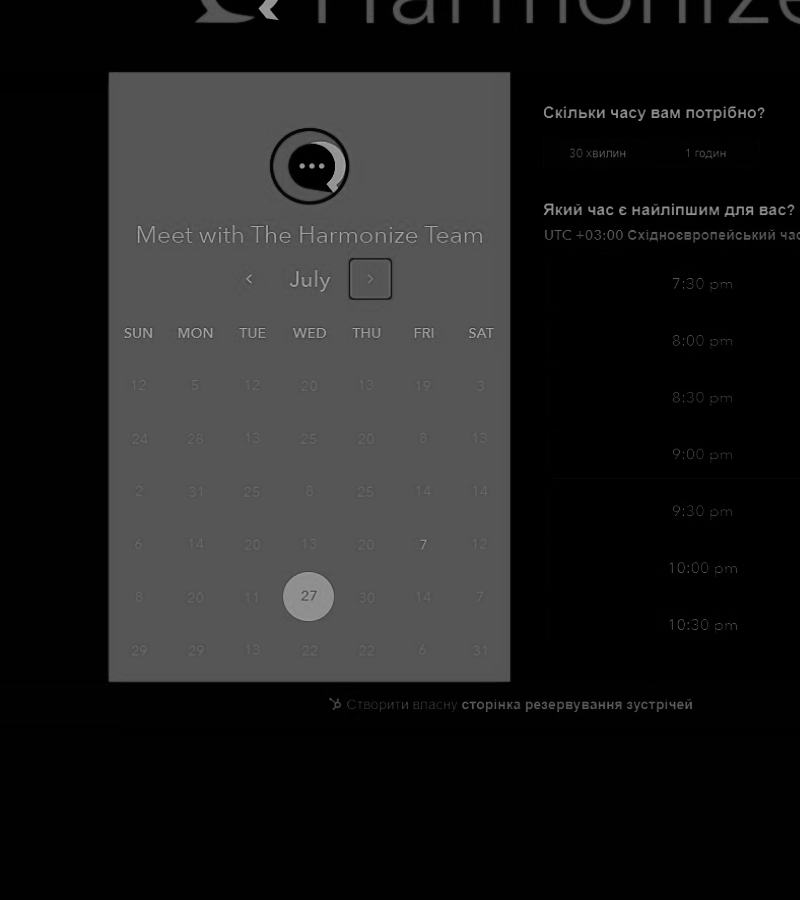 Harmonize
Meet with The Harmonize Team
July
SUN MON TUE WED THU FRI SAT
12 5 12 20 13 19 3
24 28 13 25 20 8 13
2 31 25 8 25 14 14
6 14 20 13 20 7 12
8 20 11 27 30 14 7
29 29 13 22 22 6 31
Скільки часу вам потрібно?
30 хвилин 1 годин
Який час є найліпшим для вас?
UTC +03:00 Східноєвропейський час
7:30 pm
8:00 pm
8:30 pm
9:00 pm
9:30 pm
10:00 pm
10:30 pm
Створити власну сторінка резервування зустрічей